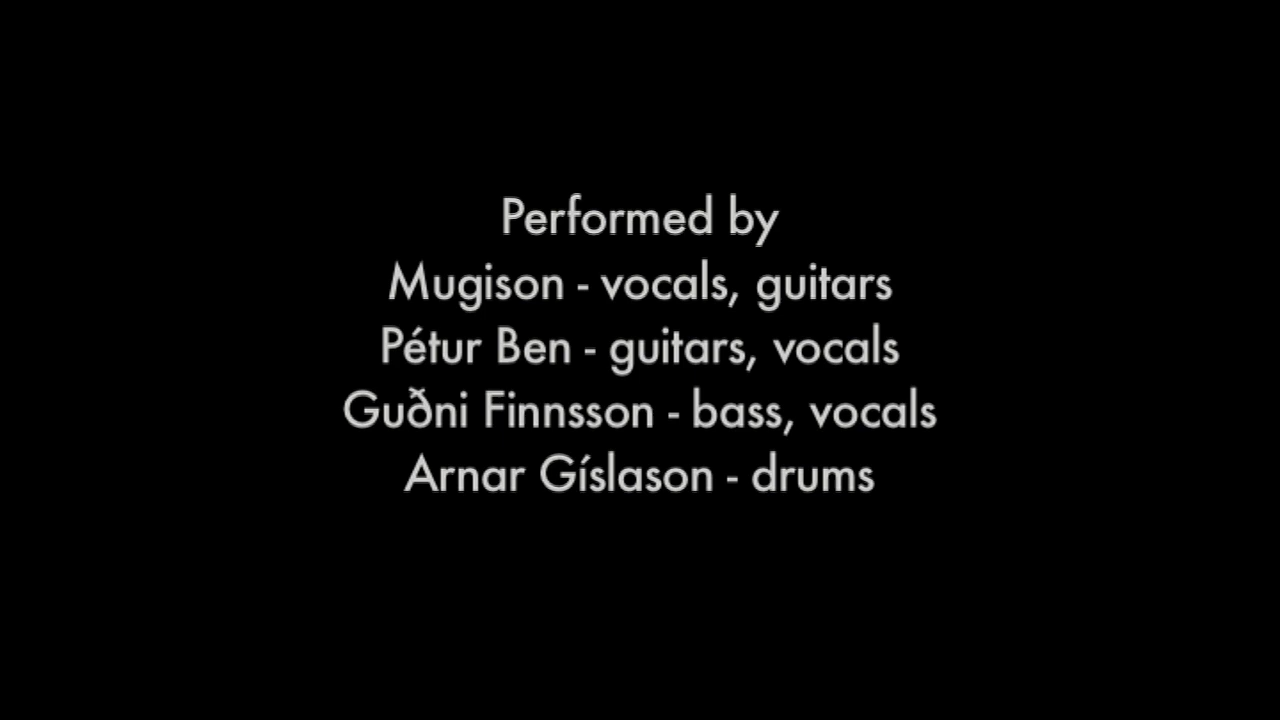 Performed by
Mugison - vocals, guitars
Pétur Ben - guitars, vocals
Guðni Finnsson - bass, vocals
Arnar Gíslason - drums